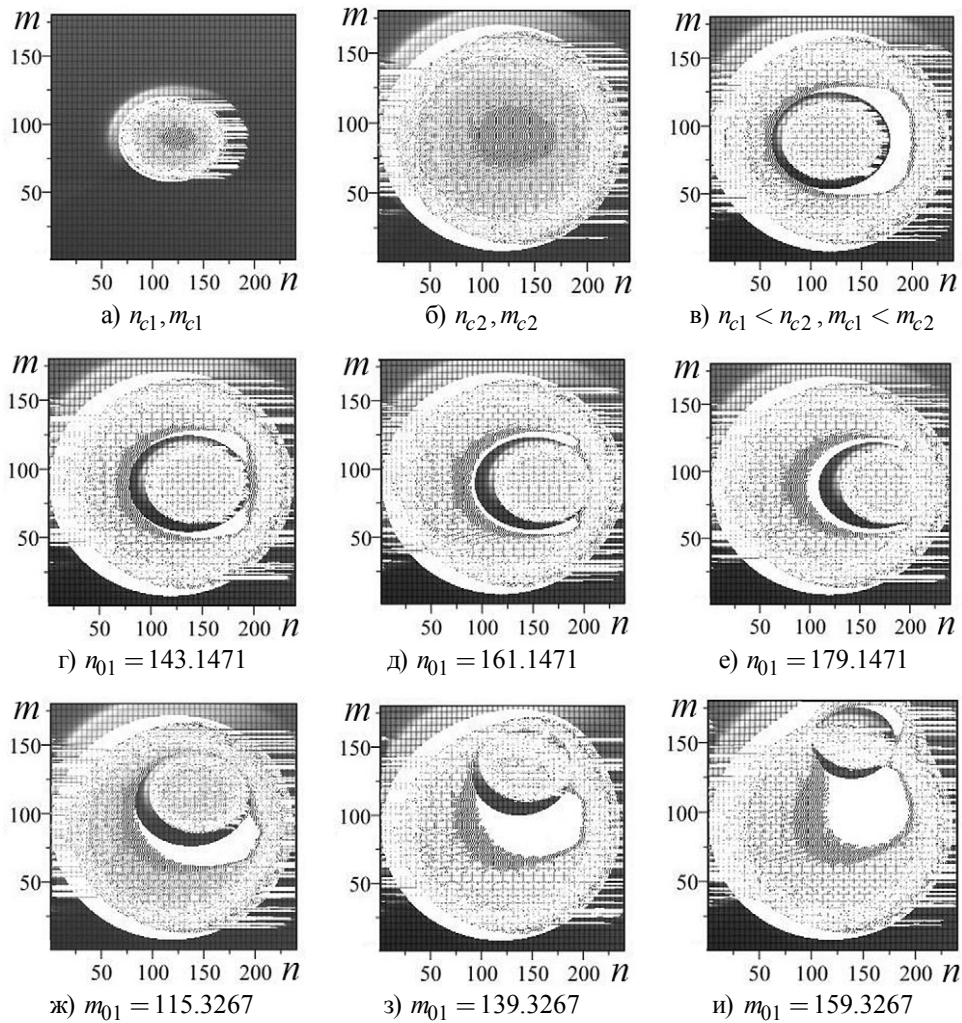 m m m
150 150 150
100 100 100
50 50 50
50 100 150 200 n 50 100 150 200 n 50 100 150 200 n
а) n_{c1}, m_{c1} б) n_{c2}, m_{c2} в) n_{c1} < n_{c2}, m_{c1} < m_{c2}
m m m
150 150 150
100 100 100
50 50 50
50 100 150 200 n 50 100 150 200 n 50 100 150 200 n
г) n_{01} = 143.1471 д) n_{01} = 161.1471 е) n_{01} = 179.1471
m m m
150 150 150
100 100 100
50 50 50
50 100 150 200 n 50 100 150 200 n 50 100 150 200 n
ж) m_{01} = 115.3267 з) m_{01} = 139.3267 и) m_{01} = 159.3267